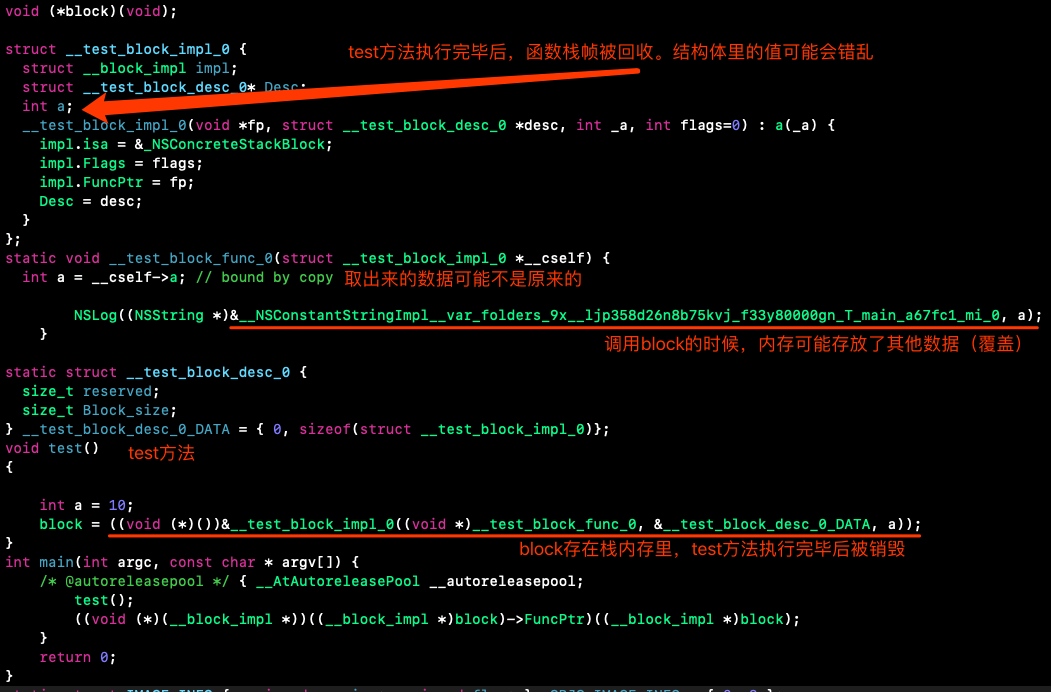 void (*block)(void);
struct __test_block_impl_0 {
test方法执行完毕后，函数栈帧被回收。结构体里的值可能会错乱
struct __block_impl impl;
struct __test_block_desc_0* Desc;
int a;
__test_block_impl_0(void *fp, struct __test_block_desc_0 *desc, int _a, int flags=0) : a(_a) {
impl.isa = &_NSConcreteStackBlock;
impl.Flags = flags;
impl.FuncPtr = fp;
Desc = desc;
}
};
static void __test_block_func_0(struct __test_block_impl_0 *__cself) {
int a = __cself->a; // bound by copy 取出来的数据可能不是原来的
NSLog((NSString *)&__NSConstantStringImpl__var_folders_9x__ljp358d26n8b75kvj_f33y80000gn_T_main_a67fc1_mi_0, a);
}
调用block的时候，内存可能存放了其他数据（覆盖）
static struct __test_block_desc_0 {
size_t reserved;
size_t Block_size;
} __test_block_desc_0_DATA = { 0, sizeof(struct __test_block_impl_0)};
void test() test方法
{
int a = 10;
block = ((void (*)())&__test_block_impl_0((void *)__test_block_func_0, &__test_block_desc_0_DATA, a));
}
block存在栈内存里，test方法执行完毕后被销毁
int main(int argc, const char * argv[]) {
/* @autoreleasepool */ { __AtAutoreleasePool __autoreleasepool;
test();
((void (*)(__block_impl *))((__block_impl *)block)->FuncPtr)((__block_impl *)block);
}
return 0;
}